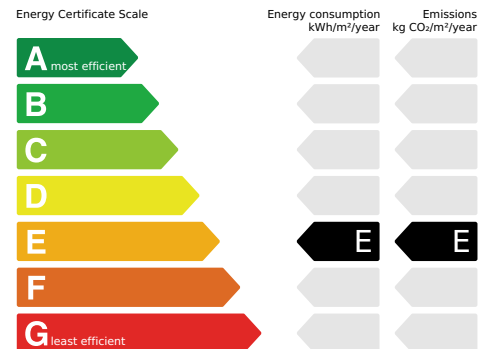 Energy Certificate Scale
Energy consumption
kWh/m²/year
Emissions
kg CO₂/m²/year
A most efficient
B
C
D
E E E
F
G least efficient